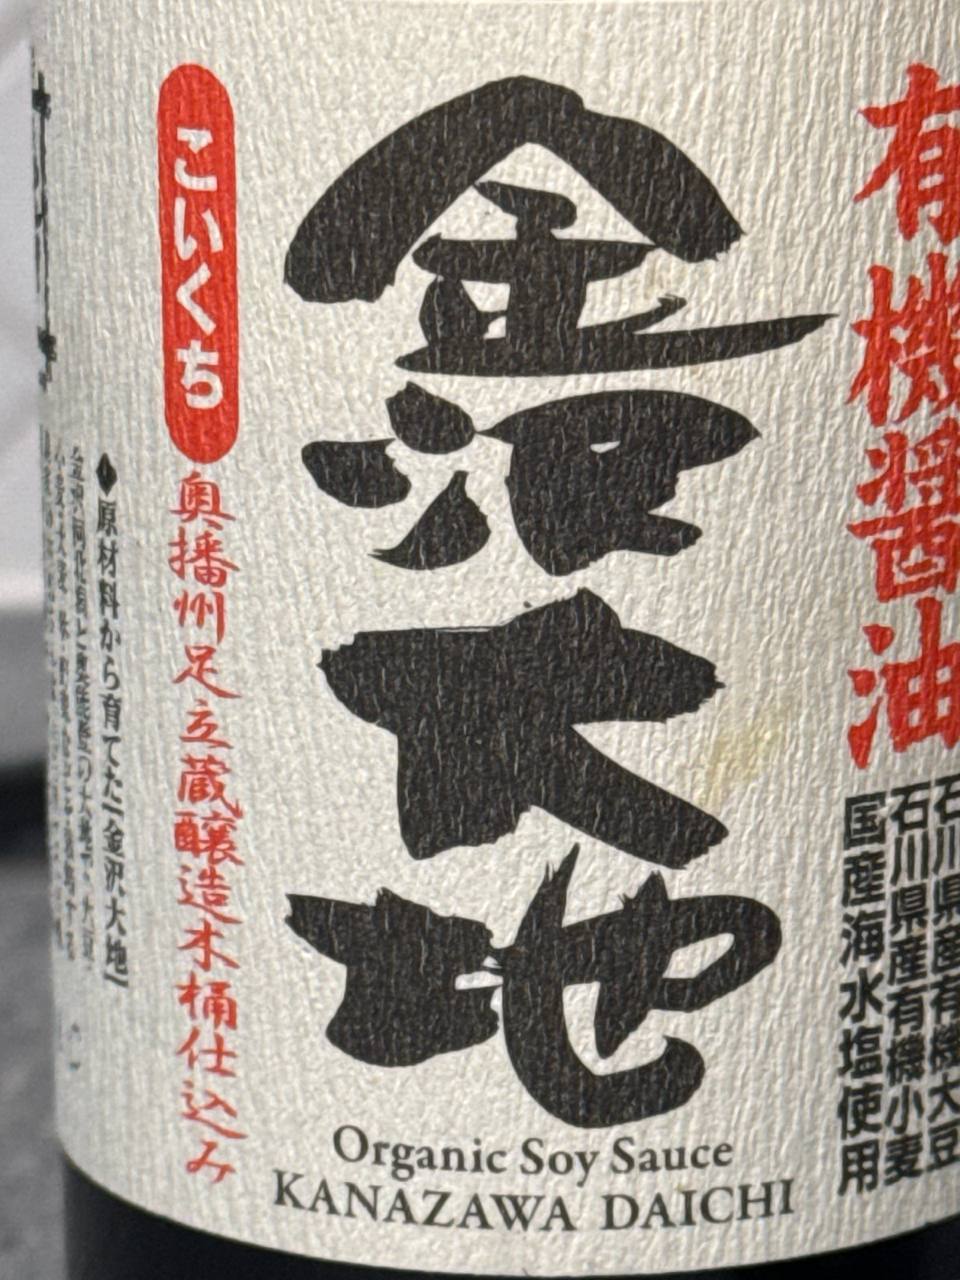 有機醤油
石川県産有機大豆
石川県産有機小麦
国産海水塩使用
金沢大地
こいくち
奥播州足立蔵醸造木桶仕込み
◆原材料から育てた「金沢大地」
Organic Soy Sauce
KANAZAWA DAICHI